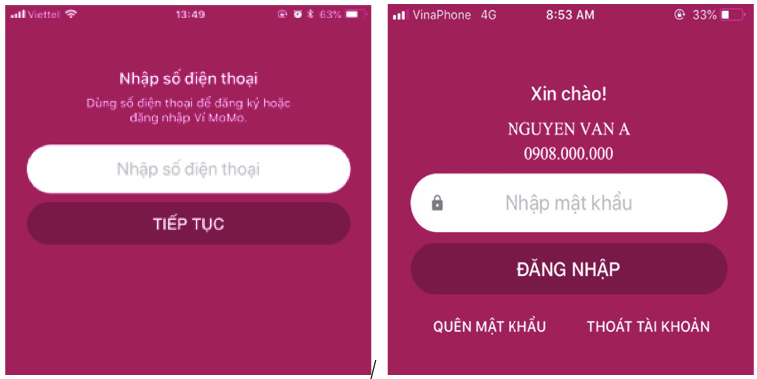 Viettel 13:49 63%
Nhập số điện thoại
Dùng số điện thoại để đăng ký hoặc
đăng nhập Ví MoMo.
Nhập số điện thoại
TIẾP TỤC
/
VinaPhone 4G 8:53 AM 33%
Xin chào!
NGUYEN VAN A
0908.000.000
Nhập mật khẩu
ĐĂNG NHẬP
QUÊN MẬT KHẨU THOÁT TÀI KHOẢN